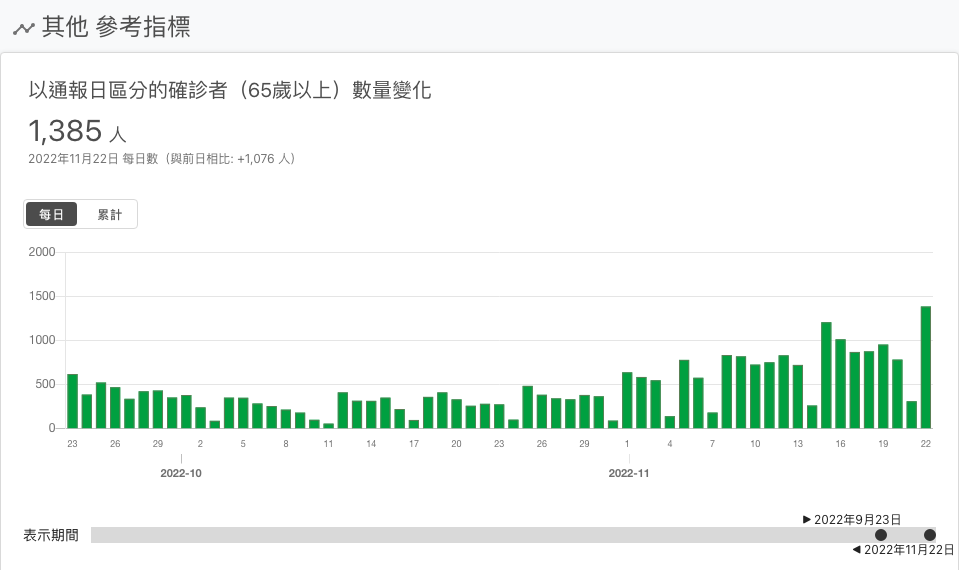 其他 參考指標
以通報日區分的確診者（65歲以上）數量變化
1,385 人
2022年11月22日 每日數（與前日相比: +1,076 人）
每日 累計
2000
1500
1000
500
0
23 26 29 2 5 8 11 14 17 20 23 26 29 1 4 7 10 13 16 19 22
2022-10 2022-11
2022年9月23日
表示期間
2022年11月22日